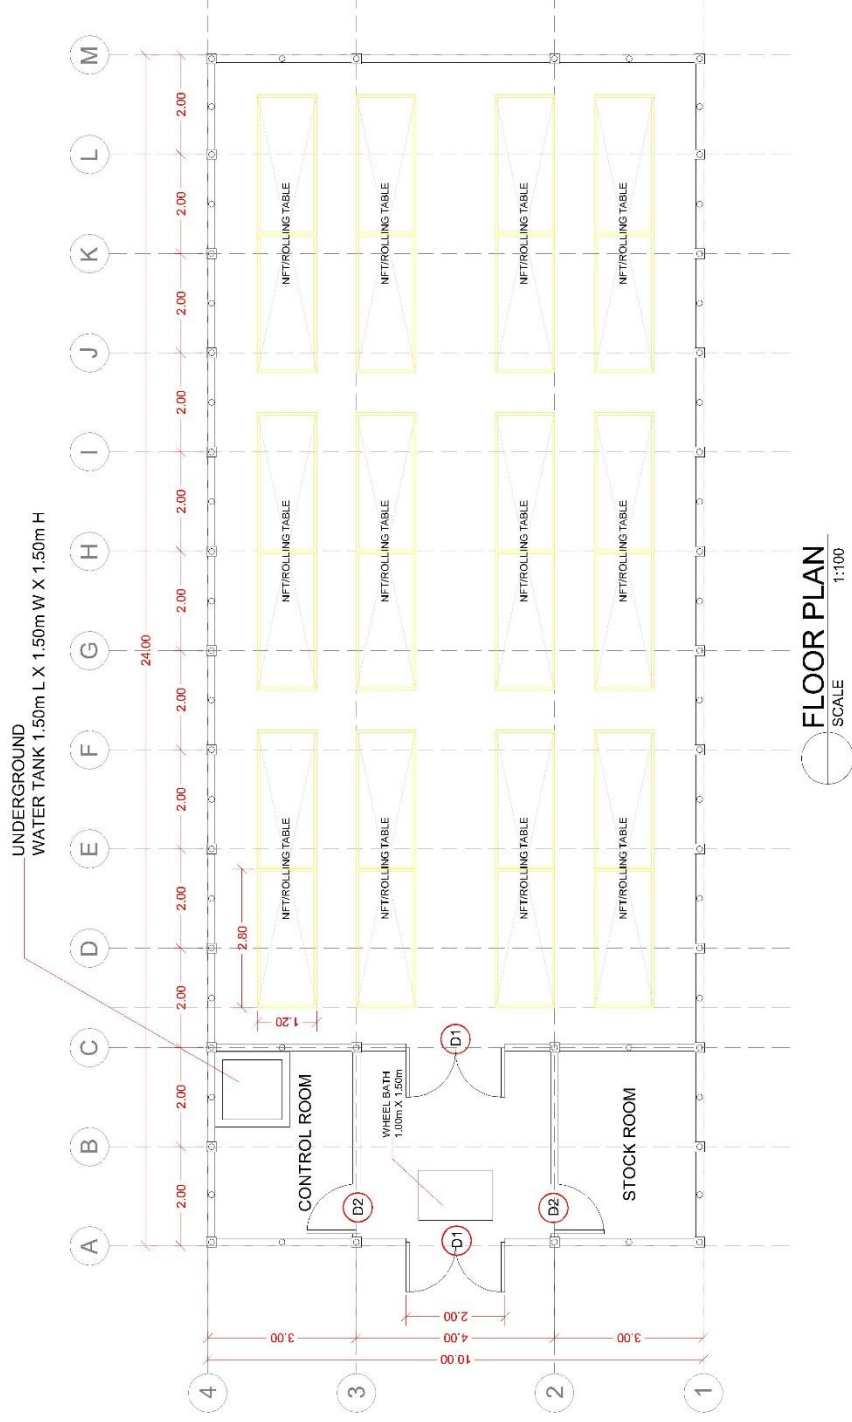 UNDERGROUND
WATER TANK 1.50m L X 1.50m W X 1.50m H
A
B
C
D
E
F
G
H
I
J
K
L
M
24.00
2.00
2.00
2.00
2.00
2.00
2.00
2.00
2.00
2.00
2.00
2.00
2.00
4
3
2
1
10.00
3.00
4.00
3.00
2.00
2.80
1.20
CONTROL ROOM
WHEEL BATH
1.00m X 1.50m
STOCK ROOM
D1
D1
D2
D2
NFT/ROLLING TABLE
NFT/ROLLING TABLE
NFT/ROLLING TABLE
NFT/ROLLING TABLE
NFT/ROLLING TABLE
NFT/ROLLING TABLE
NFT/ROLLING TABLE
NFT/ROLLING TABLE
NFT/ROLLING TABLE
NFT/ROLLING TABLE
NFT/ROLLING TABLE
NFT/ROLLING TABLE
FLOOR PLAN
SCALE 1:100